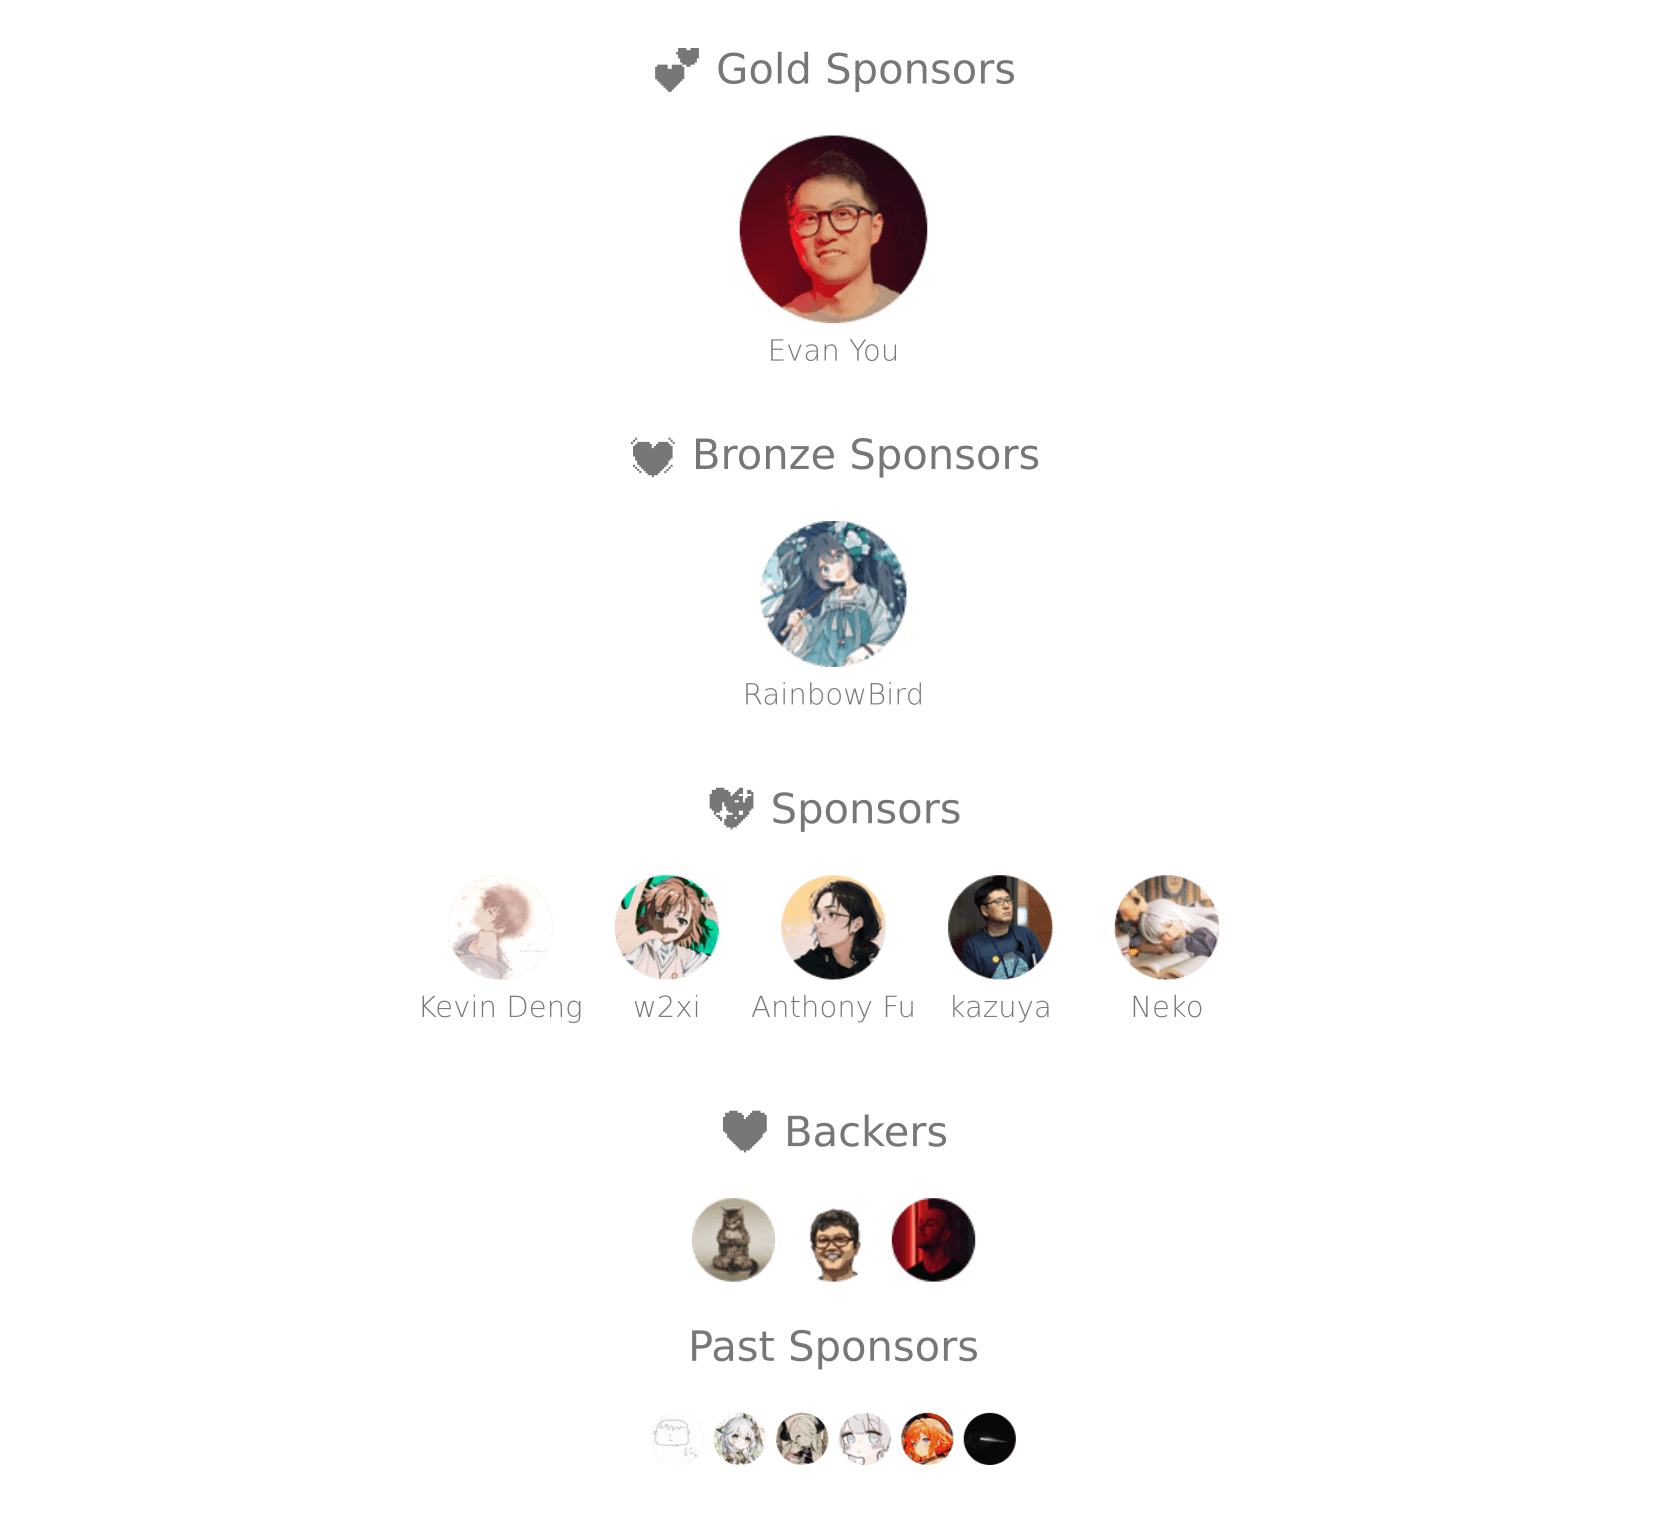 Gold Sponsors
Evan You
Bronze Sponsors
RainbowBird
Sponsors
Kevin Deng w2xi Anthony Fu kazuya Neko
Backers
Past Sponsors